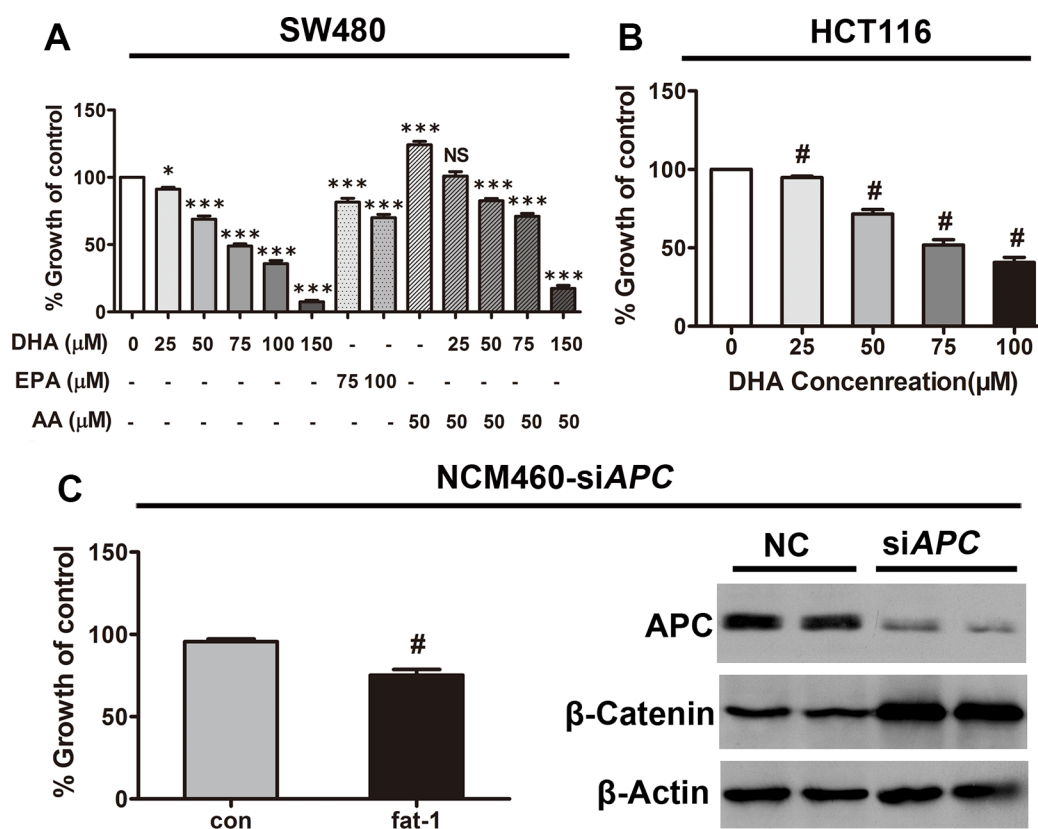 A
SW480
% Growth of control
150
100
50
0
* *** *** *** *** *** *** *** NS *** *** ***
DHA (μM) 0 25 50 75 100 150 - - - 25 50 75 150
EPA (μM) - - - - - - 75 100 - - - - -
AA (μM) - - - - - - - - 50 50 50 50 50
B
HCT116
% Growth of control
150
100
50
0
# # # #
0 25 50 75 100
DHA Concenreation(μM)
C
NCM460-siAPC
% Growth of control
150
100
50
0
#
con fat-1
NC siAPC
APC
β-Catenin
β-Actin